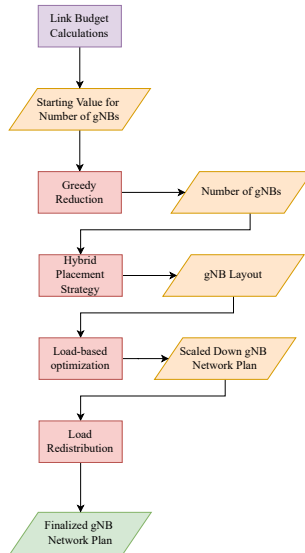 Link Budget
Calculations
Starting Value for
Number of gNBs
Greedy
Reduction
Number of gNBs
Hybrid
Placement
Strategy
gNB Layout
Load-based
optimization
Scaled Down gNB
Network Plan
Load
Redistribution
Finalized gNB
Network Plan